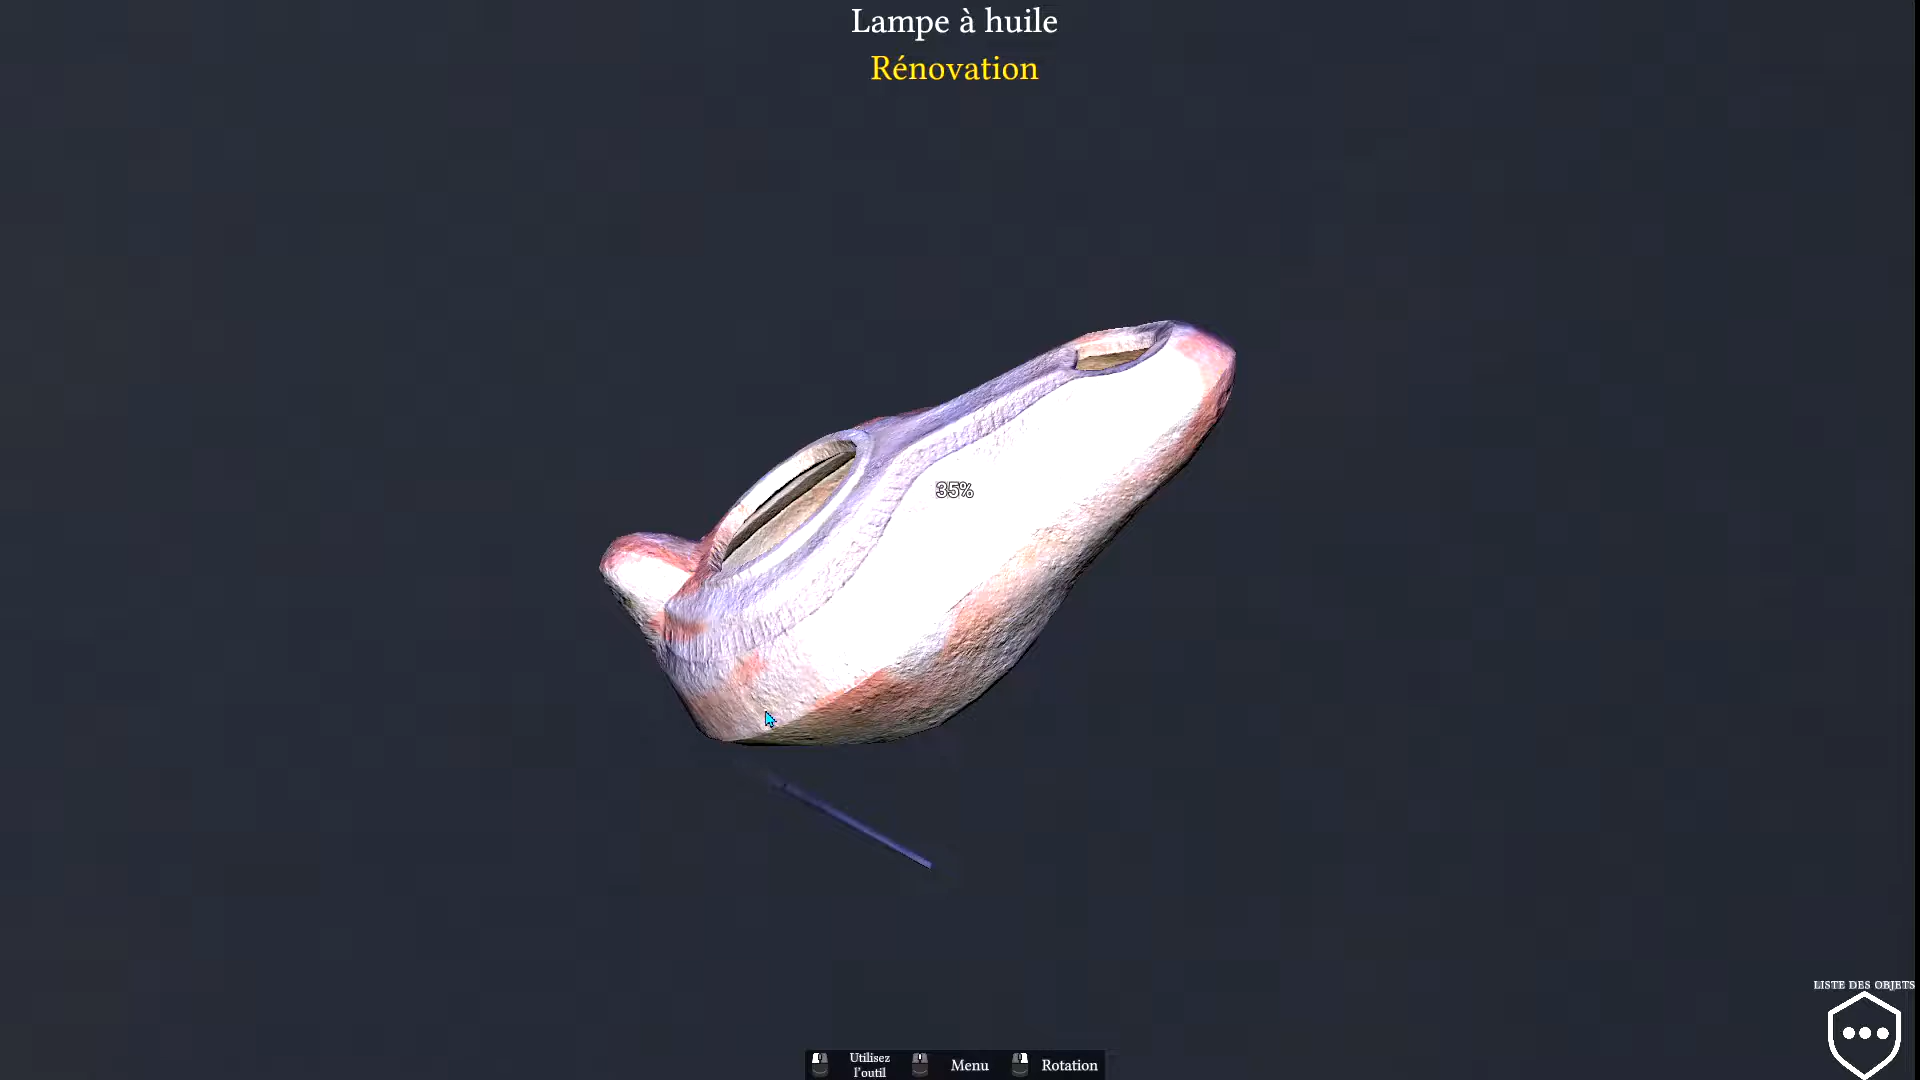 Lampe à huile
Rénovation
35%
LISTE DES OBJETS
Utilisez
l'outil
Menu
Rotation